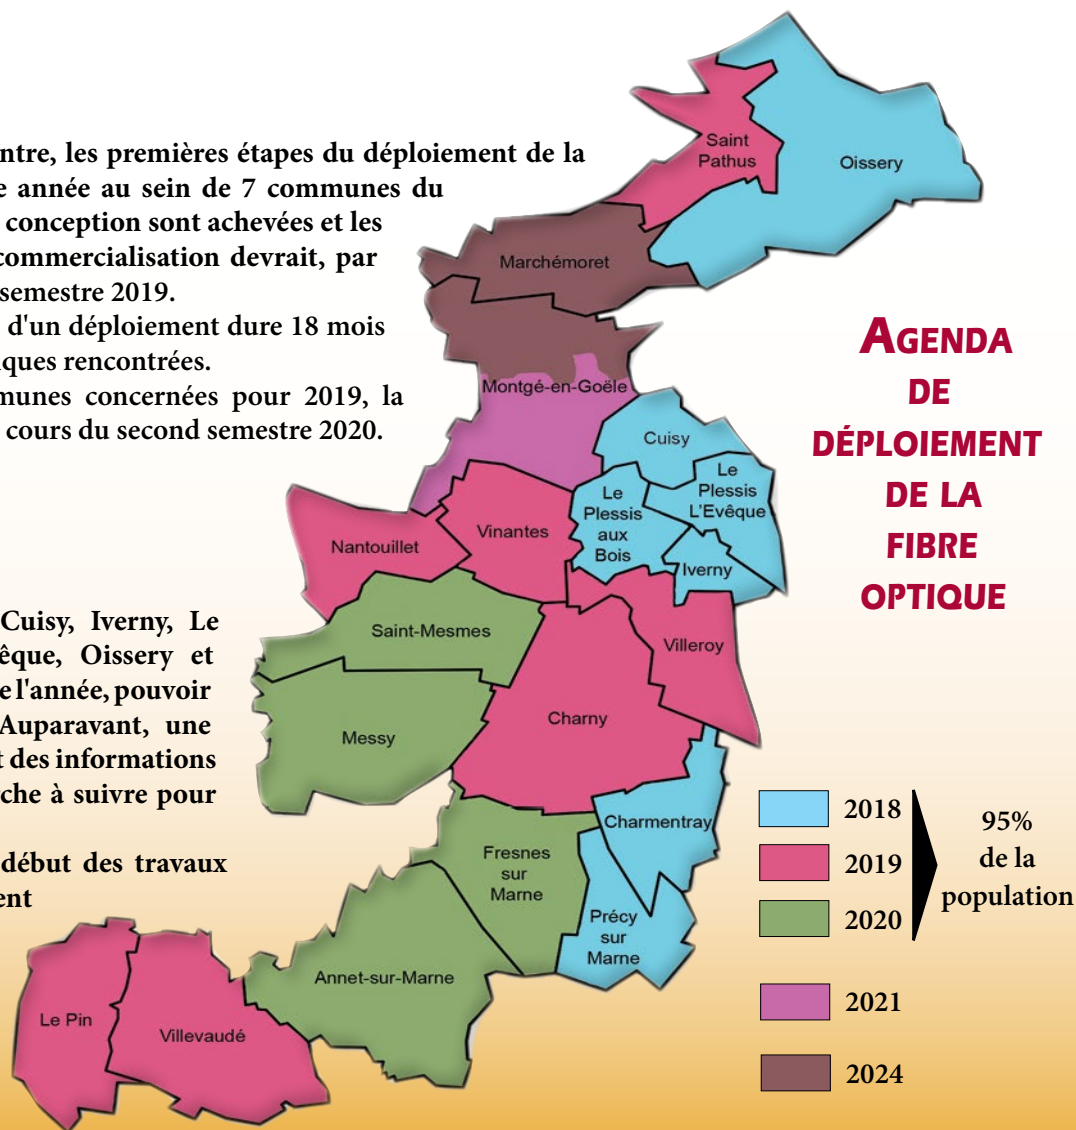 ntre, les premières étapes du déploiement de la
e année au sein de 7 communes du
conception sont achevées et les
commercialisation devrait, par
semestre 2019.
d'un déploiement dure 18 mois
iques rencontrées.
munes concernées pour 2019, la
cours du second semestre 2020.
Cuisy, Iverny, Le
êque, Oissery et
e l'année, pouvoir
Auparavant, une
t des informations
rche à suivre pour
début des travaux
ent
AGENDA
DE
DÉPLOIEMENT
DE LA
FIBRE
OPTIQUE
Saint
Pathus
Oissery
Marchémoret
Montgé-en-Goële
Cuisy
Le
Plessis
L'Evêque
Le
Plessis
aux
Bois
Iverny
Vinantes
Nantouillet
Saint-Mesmes
Villeroy
Messy
Charny
Charmentray
Fresnes
sur
Marne
Précy
sur
Marne
Annet-sur-Marne
Le Pin
Villevaudé
2018
2019
2020
95%
de la
population
2021
2024